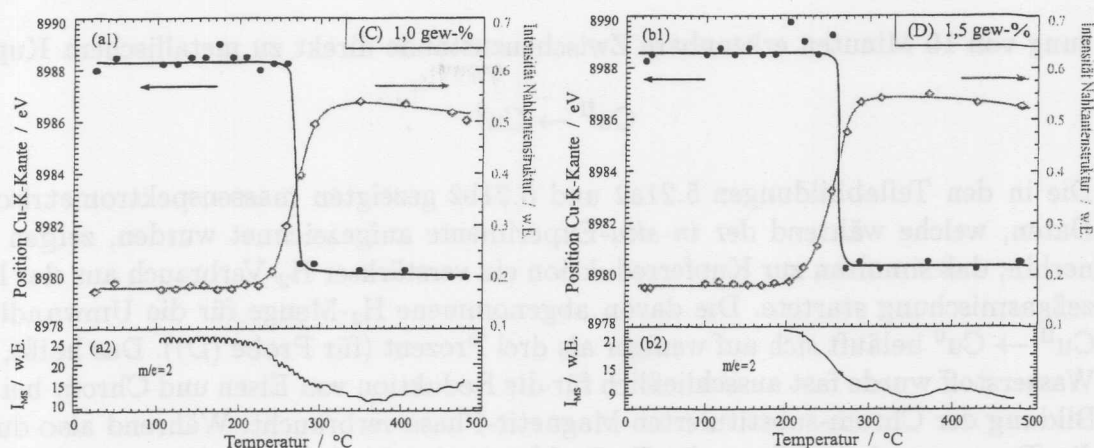 (a1)
(C) 1,0 gew-%
Position Cu-K-Kante / eV
8990
8988
8986
8984
8982
8980
8978
Intensität Nahkantenstruktur / w.E.
0.7
0.6
0.5
0.4
0.3
0.2
0.1
(a2)
m/e=2
I_MS / w.E.
25
20
15
10
0
100
200
300
400
500
Temperatur / °C
(b1)
(D) 1,5 gew-%
Position Cu-K-Kante / eV
8990
8988
8986
8984
8982
8980
8978
Intensität Nahkantenstruktur / w.E.
0.7
0.6
0.5
0.4
0.3
0.2
0.1
(b2)
m/e=2
I_MS / w.E.
21
15
9
0
100
200
300
400
500
Temperatur / °C